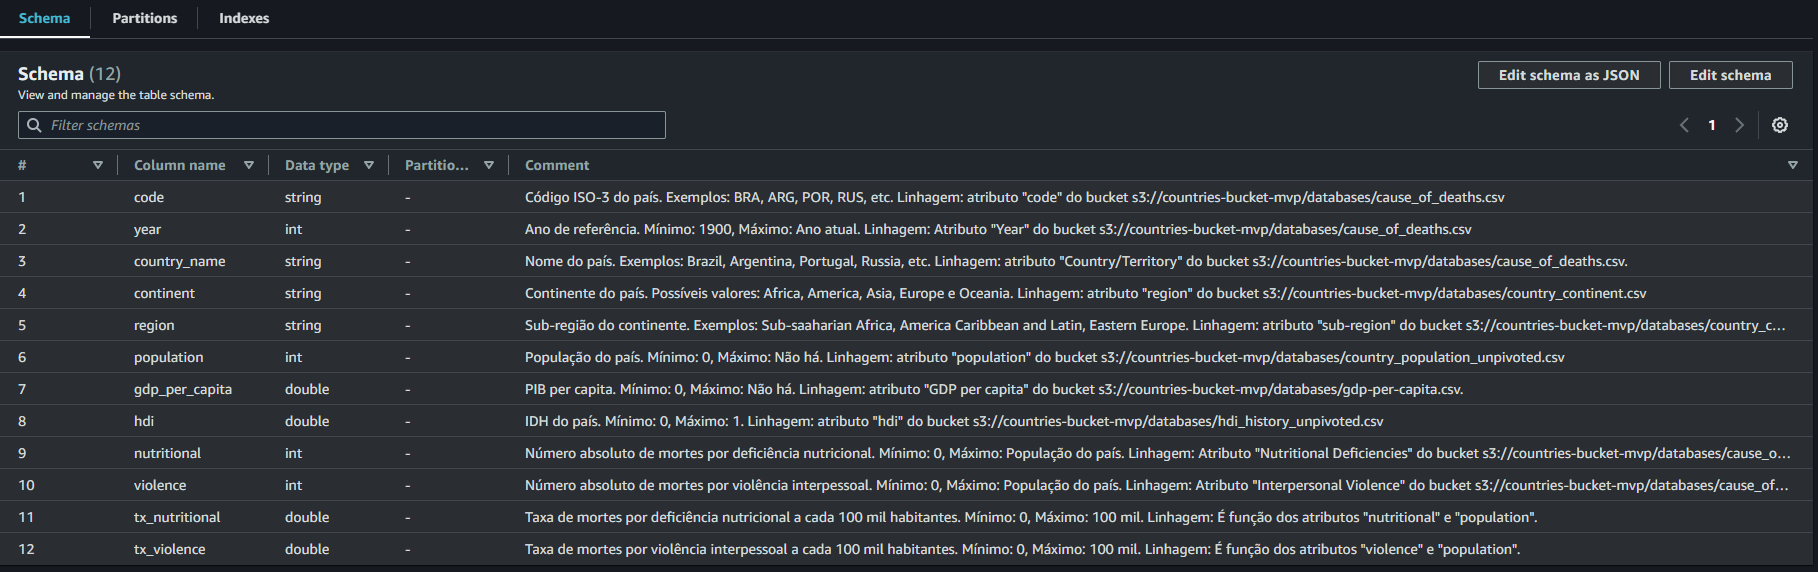 Schema Partitions Indexes
Schema (12)
Edit schema as JSON Edit schema
View and manage the table schema.
Filter schemas
1
# Column name Data type Partitio... Comment
1 code string - Código ISO-3 do país. Exemplos: BRA, ARG, POR, RUS, etc. Linhagem: atributo "code" do bucket s3://countries-bucket-mvp/databases/cause_of_deaths.csv
2 year int - Ano de referência. Mínimo: 1900, Máximo: Ano atual. Linhagem: Atributo "Year" do bucket s3://countries-bucket-mvp/databases/cause_of_deaths.csv
3 country_name string - Nome do país. Exemplos: Brazil, Argentina, Portugal, Russia, etc. Linhagem: atributo "Country/Territory" do bucket s3://countries-bucket-mvp/databases/cause_of_deaths.csv.
4 continent string - Continente do país. Possíveis valores: Africa, America, Asia, Europe e Oceania. Linhagem: atributo "region" do bucket s3://countries-bucket-mvp/databases/country_continent.csv
5 region string - Sub-região do continente. Exemplos: Sub-saaharian Africa, America Caribbean and Latin, Eastern Europe. Linhagem: atributo "sub-region" do bucket s3://countries-bucket-mvp/databases/country_c...
6 population int - População do país. Mínimo: 0, Máximo: Não há. Linhagem: atributo "population" do bucket s3://countries-bucket-mvp/databases/country_population_unpivoted.csv
7 gdp_per_capita double - PIB per capita. Mínimo: 0, Máximo: Não há. Linhagem: atributo "GDP per capita" do bucket s3://countries-bucket-mvp/databases/gdp-per-capita.csv.
8 hdi double - IDH do país. Mínimo: 0, Máximo: 1. Linhagem: atributo "hdi" do bucket s3://countries-bucket-mvp/databases/hdi_history_unpivoted.csv
9 nutritional int - Número absoluto de mortes por deficiência nutricional. Mínimo: 0, Máximo: População do país. Linhagem: Atributo "Nutritional Deficiencies" do bucket s3://countries-bucket-mvp/databases/cause_o...
10 violence int - Número absoluto de mortes por violência interpessoal. Mínimo: 0, Máximo: População do país. Linhagem: Atributo "Interpersonal Violence" do bucket s3://countries-bucket-mvp/databases/cause_of...
11 tx_nutritional double - Taxa de mortes por deficiência nutricional a cada 100 mil habitantes. Mínimo: 0, Máximo: 100 mil. Linhagem: É função dos atributos "nutritional" e "population".
12 tx_violence double - Taxa de mortes por violência interpessoal a cada 100 mil habitantes. Mínimo: 0, Máximo: 100 mil. Linhagem: É função dos atributos "violence" e "population".